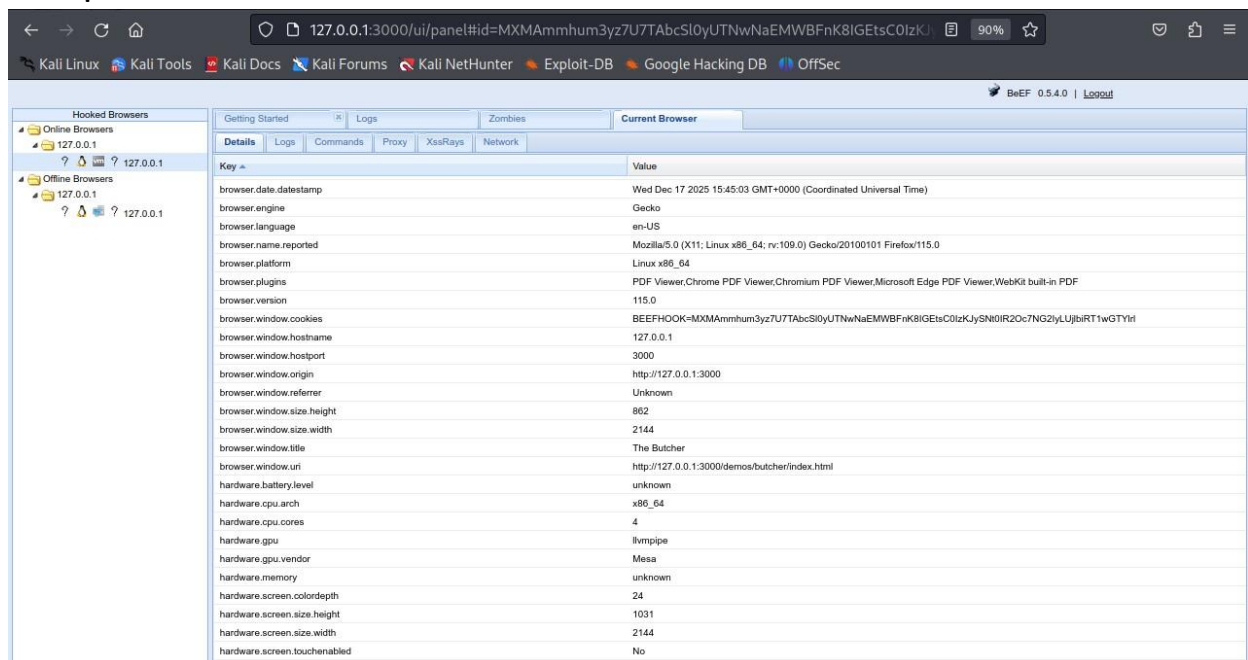 127.0.0.1:3000/ui/panel#id=MXMAmmhum3yz7U7TAbcSl0yUTNwNaEMWBFnK8IGEtsC0IzKJ 90%
Kali Linux Kali Tools Kali Docs Kali Forums Kali NetHunter Exploit-DB Google Hacking DB OffSec
BeEF 0.5.4.0 | Logout
Hooked Browsers
Online Browsers
127.0.0.1
? ? 127.0.0.1
Offline Browsers
127.0.0.1
? ? 127.0.0.1
Getting Started Logs Zombies Current Browser
Details Logs Commands Proxy XssRays Network
Key Value
browser.date.datestamp Wed Dec 17 2025 15:45:03 GMT+0000 (Coordinated Universal Time)
browser.engine Gecko
browser.language en-US
browser.name.reported Mozilla/5.0 (X11; Linux x86_64; rv:109.0) Gecko/20100101 Firefox/115.0
browser.platform Linux x86_64
browser.plugins PDF Viewer,Chrome PDF Viewer,Chromium PDF Viewer,Microsoft Edge PDF Viewer,WebKit built-in PDF
browser.version 115.0
browser.window.cookies BEEFHOOK=MXMAmmhum3yz7U7TAbcSl0yUTNwNaEMWBFnK8IGEtsC0IzKJySNt0IR2Oc7NG2IyLUjlbiRT1wGTYIrl
browser.window.hostname 127.0.0.1
browser.window.hostport 3000
browser.window.origin http://127.0.0.1:3000
browser.window.referrer Unknown
browser.window.size.height 862
browser.window.size.width 2144
browser.window.title The Butcher
browser.window.uri http://127.0.0.1:3000/demos/butcher/index.html
hardware.battery.level unknown
hardware.cpu.arch x86_64
hardware.cpu.cores 4
hardware.gpu llvmpipe
hardware.gpu.vendor Mesa
hardware.memory unknown
hardware.screen.colordepth 24
hardware.screen.size.height 1031
hardware.screen.size.width 2144
hardware.screen.touchenabled No